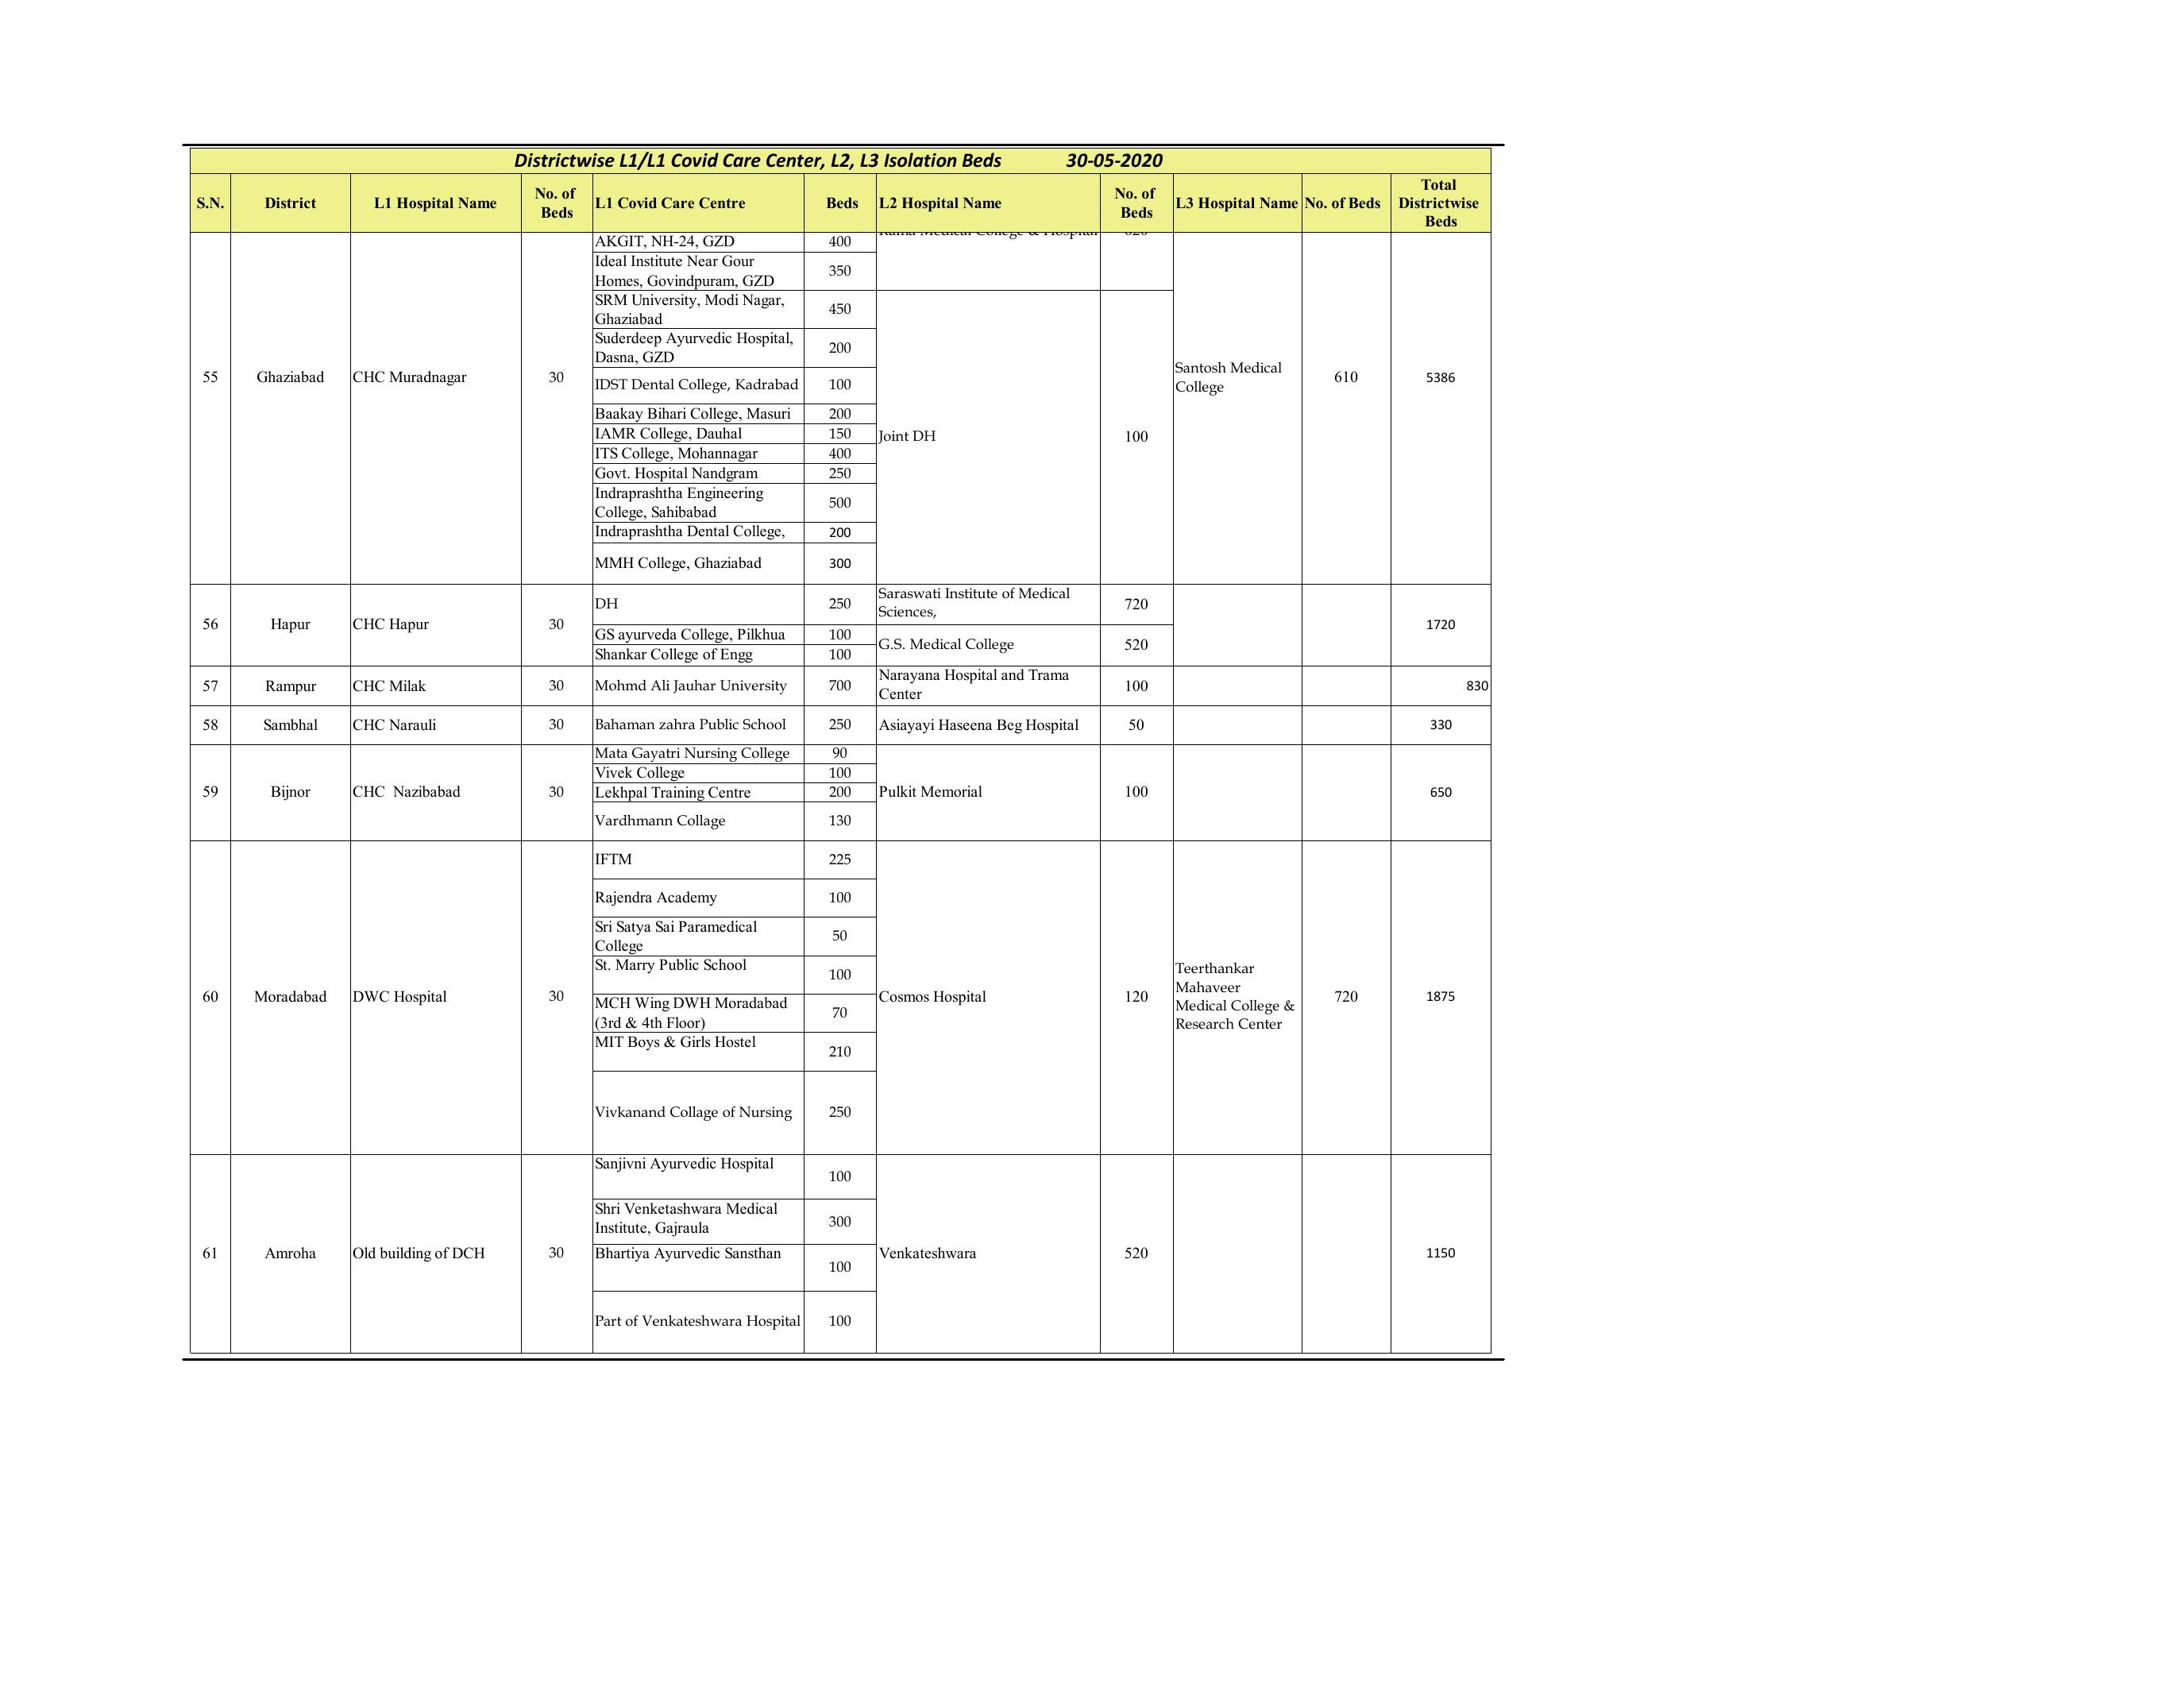 Districtwise L1/L1 Covid Care Center, L2, L3 Isolation Beds 30-05-2020
S.N. District L1 Hospital Name No. of Beds L1 Covid Care Centre Beds L2 Hospital Name No. of Beds L3 Hospital Name No. of Beds Total Districtwise Beds
55 Ghaziabad CHC Muradnagar 30
AKGIT, NH-24, GZD 400
Rama Medical College & Hospital
Ideal Institute Near Gour
Homes, Govindpuram, GZD 350
SRM University, Modi Nagar,
Ghaziabad 450
Suderdeep Ayurvedic Hospital,
Dasna, GZD 200
IDST Dental College, Kadrabad 100
Baakay Bihari College, Masuri 200
IAMR College, Dauhal 150
ITS College, Mohannagar 400
Govt. Hospital Nandgram 250
Indraprashtha Engineering
College, Sahibabad 500
Indraprashtha Dental College, 200
MMH College, Ghaziabad 300
Joint DH 100
Santosh Medical
College 610
5386
56 Hapur CHC Hapur 30
DH 250
GS ayurveda College, Pilkhua 100
Shankar College of Engg 100
Saraswati Institute of Medical
Sciences, 720
G.S. Medical College 520
1720
57 Rampur CHC Milak 30 Mohmd Ali Jauhar University 700
Narayana Hospital and Trama
Center 100
830
58 Sambhal CHC Narauli 30 Bahaman zahra Public School 250 Asiayayi Haseena Beg Hospital 50 330
59 Bijnor CHC Nazibabad 30
Mata Gayatri Nursing College 90
Vivek College 100
Lekhpal Training Centre 200
Vardhmann Collage 130
Pulkit Memorial 100
650
60 Moradabad DWC Hospital 30
IFTM 225
Rajendra Academy 100
Sri Satya Sai Paramedical
College 50
St. Marry Public School 100
MCH Wing DWH Moradabad
(3rd & 4th Floor) 70
MIT Boys & Girls Hostel 210
Vivkanand Collage of Nursing 250
Cosmos Hospital 120
Teerthankar
Mahaveer
Medical College &
Research Center 720
1875
61 Amroha Old building of DCH 30
Sanjivni Ayurvedic Hospital 100
Shri Venketashwara Medical
Institute, Gajraula 300
Bhartiya Ayurvedic Sansthan 100
Part of Venkateshwara Hospital 100
Venkateshwara 520
1150